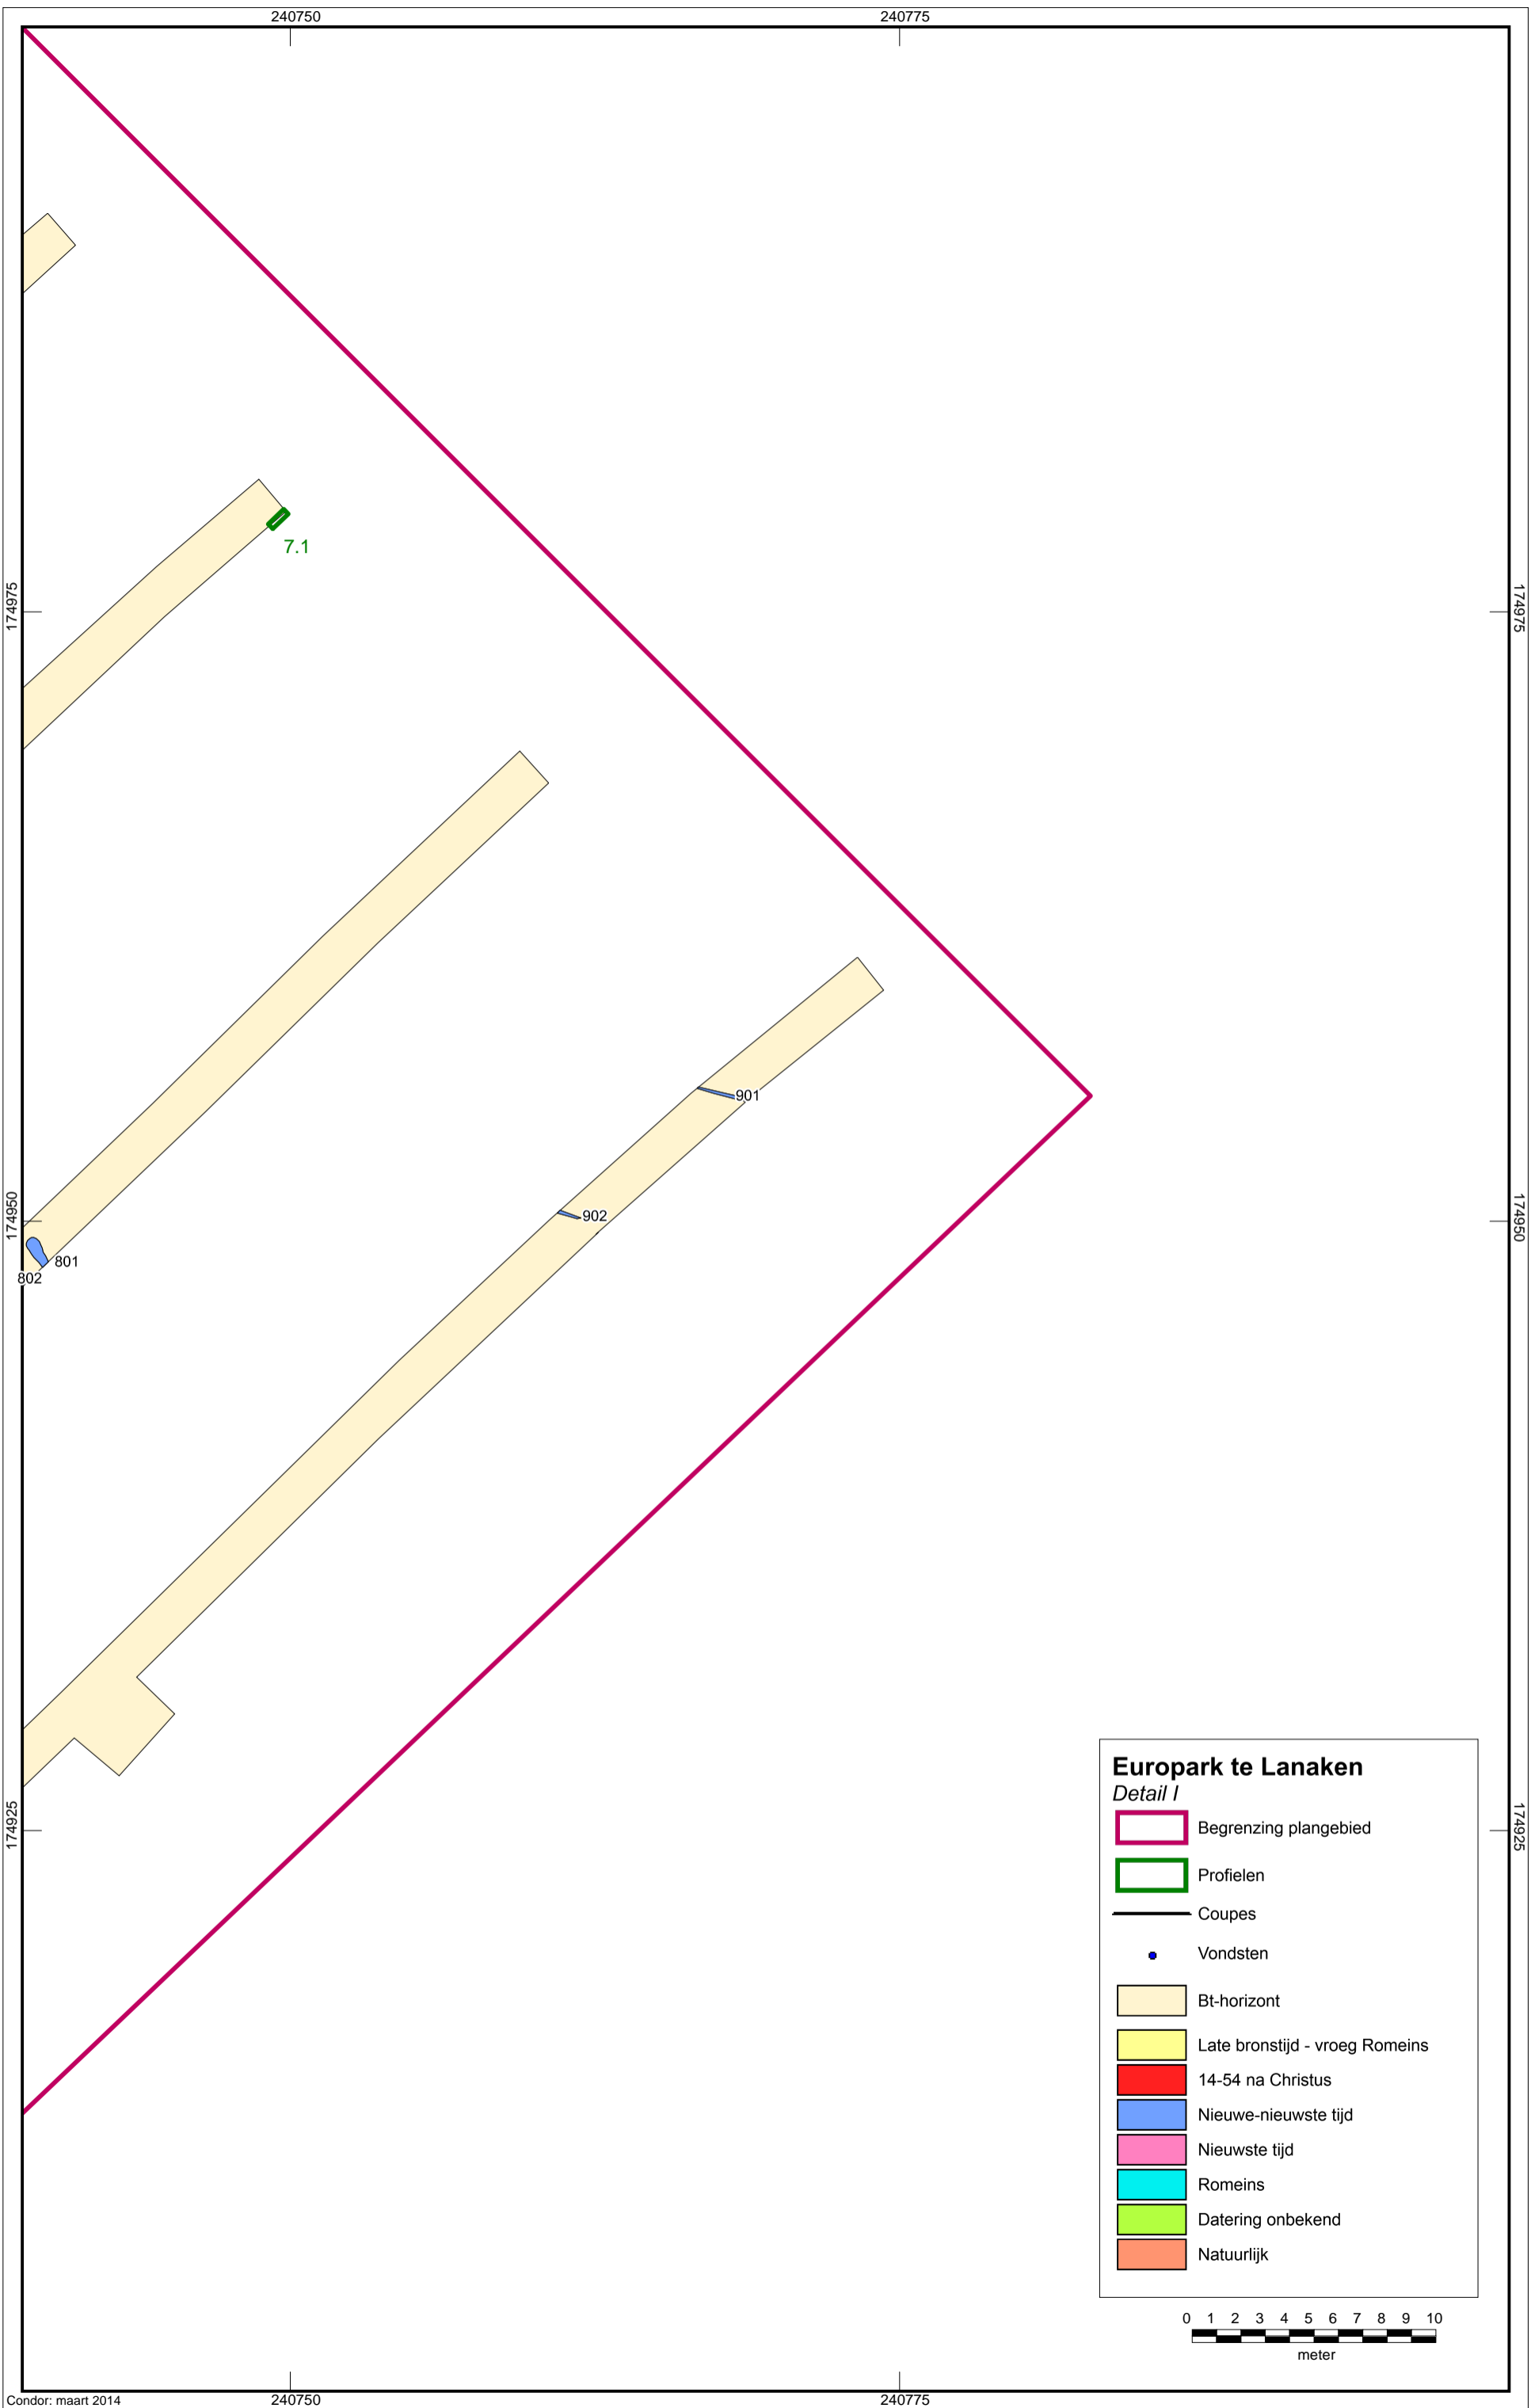 240750
240775
7.1
174975
174975
901
902
174950
174950
801
802
174925
174925
Europark te Lanaken
Detail I
Begrenzing plangebied
Profielen
Coupes
Vondsten
Bt-horizont
Late bronstijd - vroeg Romeins
14-54 na Christus
Nieuwe-nieuwste tijd
Nieuwste tijd
Romeins
Datering onbekend
Natuurlijk
0 1 2 3 4 5 6 7 8 9 10
meter
Condor: maart 2014
240750
240775